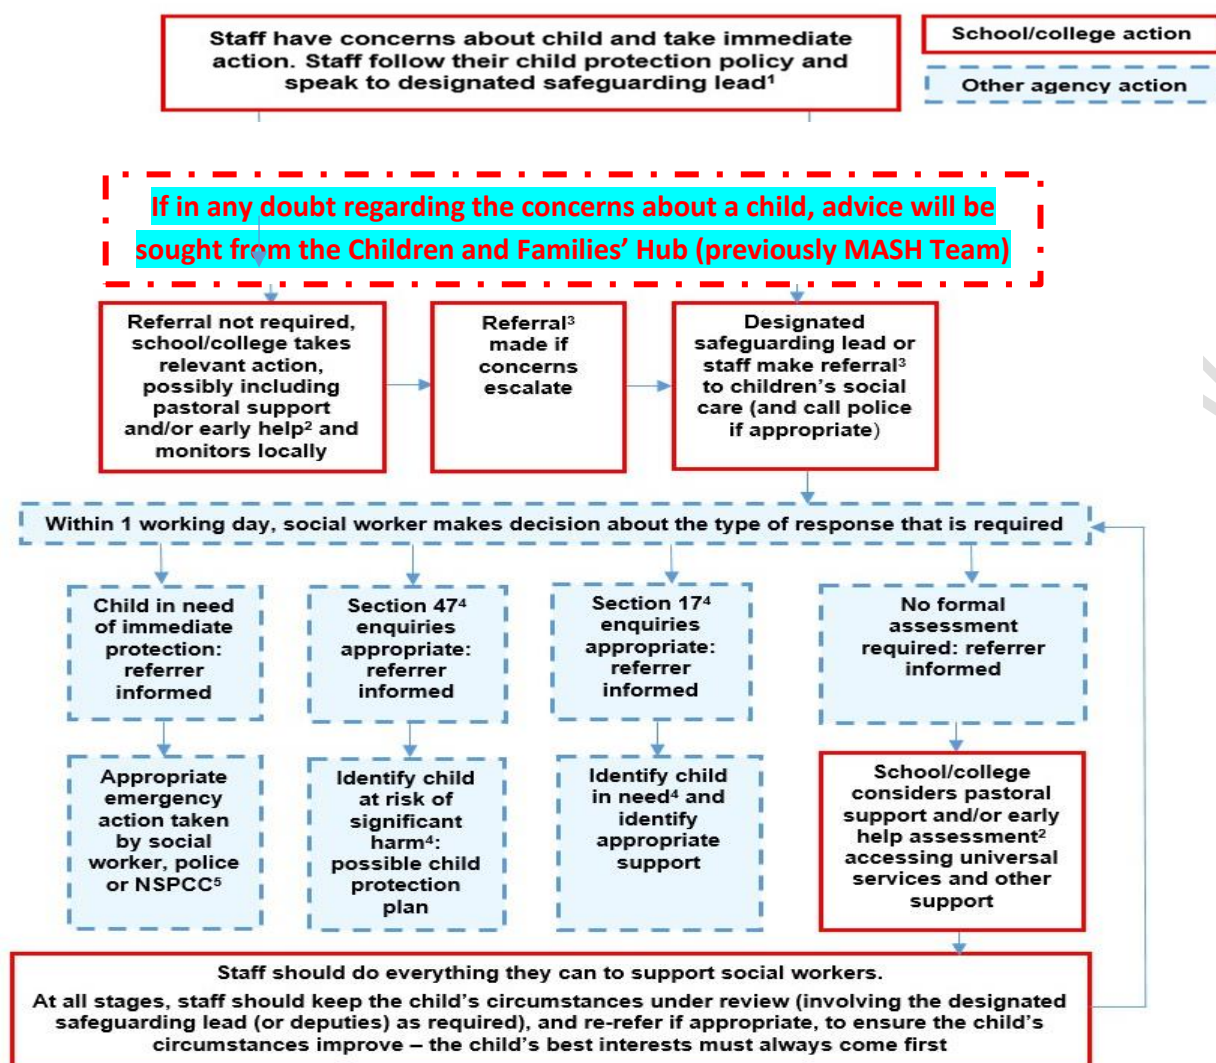 Staff have concerns about child and take immediate
action. Staff follow their child protection policy and
speak to designated safeguarding lead¹
School/college action
Other agency action
If in any doubt regarding the concerns about a child, advice will be
sought from the Children and Families’ Hub (previously MASH Team)
Referral not required,
school/college takes
relevant action,
possibly including
pastoral support
and/or early help² and
monitors locally
Referral³
made if
concerns
escalate
Designated
safeguarding lead or
staff make referral³
to children’s social
care (and call police
if appropriate)
Within 1 working day, social worker makes decision about the type of response that is required
Child in need
of immediate
protection:
referrer
informed
Section 47⁴
enquiries
appropriate:
referrer
informed
Section 17⁴
enquiries
appropriate:
referrer
informed
No formal
assessment
required: referrer
informed
Appropriate
emergency
action taken
by social
worker, police
or NSPCC⁵
Identify child
at risk of
significant
harm⁴:
possible child
protection
plan
Identify child
in need⁴ and
identify
appropriate
support
School/college
considers pastoral
support and/or early
help assessment²
accessing universal
services and other
support
Staff should do everything they can to support social workers.
At all stages, staff should keep the child’s circumstances under review (involving the designated
safeguarding lead (or deputies) as required), and re-refer if appropriate, to ensure the child’s
circumstances improve – the child’s best interests must always come first